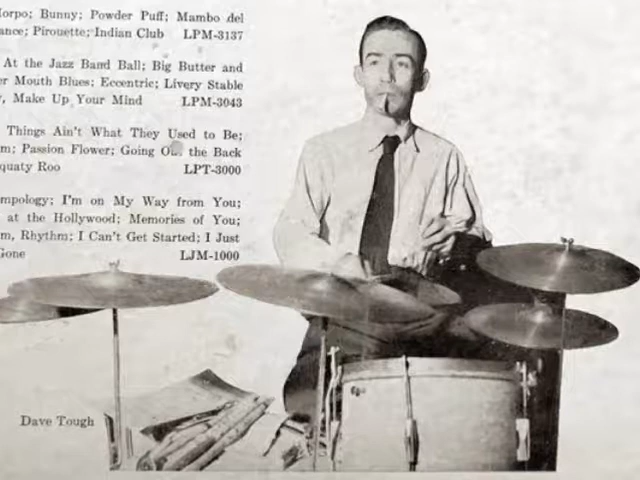 orpo; Bunny; Powder Puff; Mambo del
ance; Pirouette; Indian Club LPM-3137
At the Jazz Band Ball; Big Butter and
er Mouth Blues; Eccentric; Livery Stable
, Make Up Your Mind LPM-3043
Things Ain't What They Used to Be;
m; Passion Flower; Going Ou. the Back
quaty Roo LPT-3000
mpology; I'm on My Way from You;
at the Hollywood; Memories of You;
m, Rhythm; I Can't Get Started; I Just
Gone LJM-1000
Dave Tough